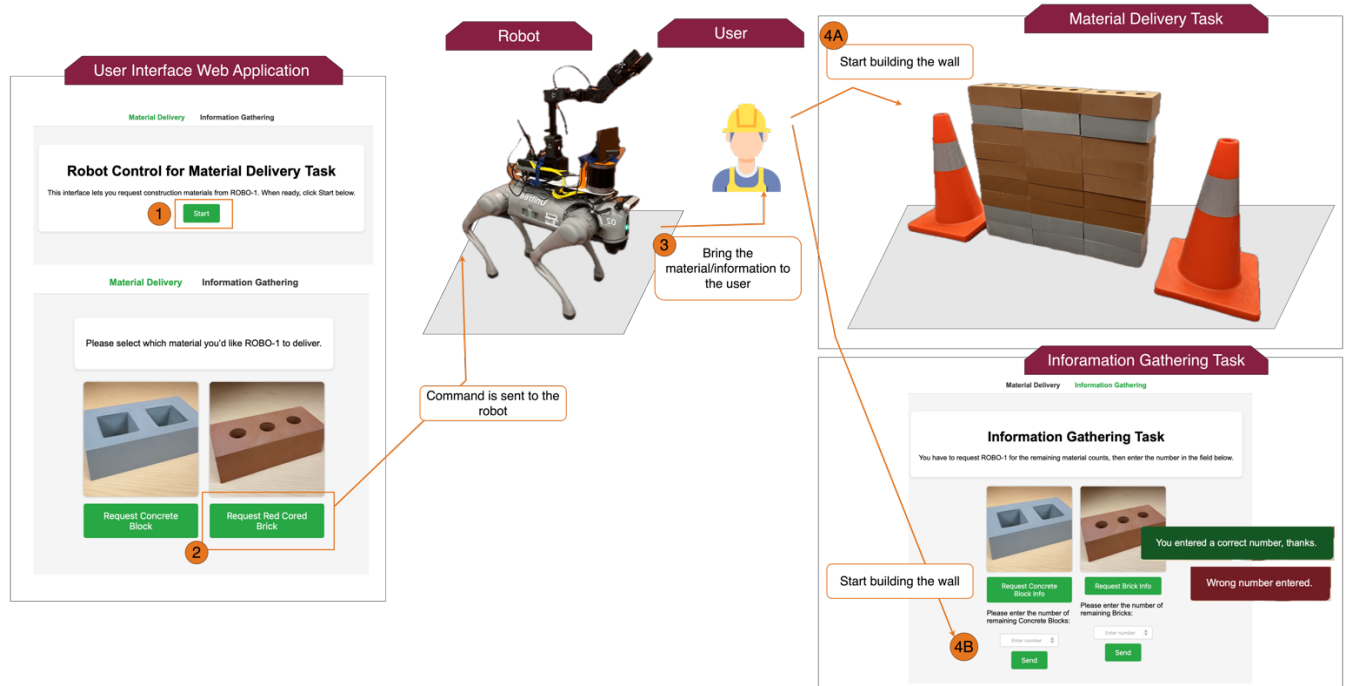 User Interface Web Application
Material Delivery Information Gathering
Robot Control for Material Delivery Task
This interface lets you request construction materials from ROBO-1. When ready, click Start below.
1
Start
Material Delivery Information Gathering
Please select which material you'd like ROBO-1 to deliver.
Request Concrete
Block
Request Red Cored
Brick
2
Command is sent to the
robot
Robot
User
3
Bring the
material/information to
the user
Material Delivery Task
4A
Start building the wall
Inforamation Gathering Task
Material Delivery Information Gathering
Information Gathering Task
You have to request ROBO-1 for the remaining material counts, then enter the number in the field below.
You entered a correct number, thanks.
Wrong number entered.
Start building the wall
4B
Request Concrete
Block Info
Please enter the number of
remaining Concrete Blocks:
Enter number
Send
Request Brick Info
Please enter the number of
remaining Bricks:
Enter number
Send